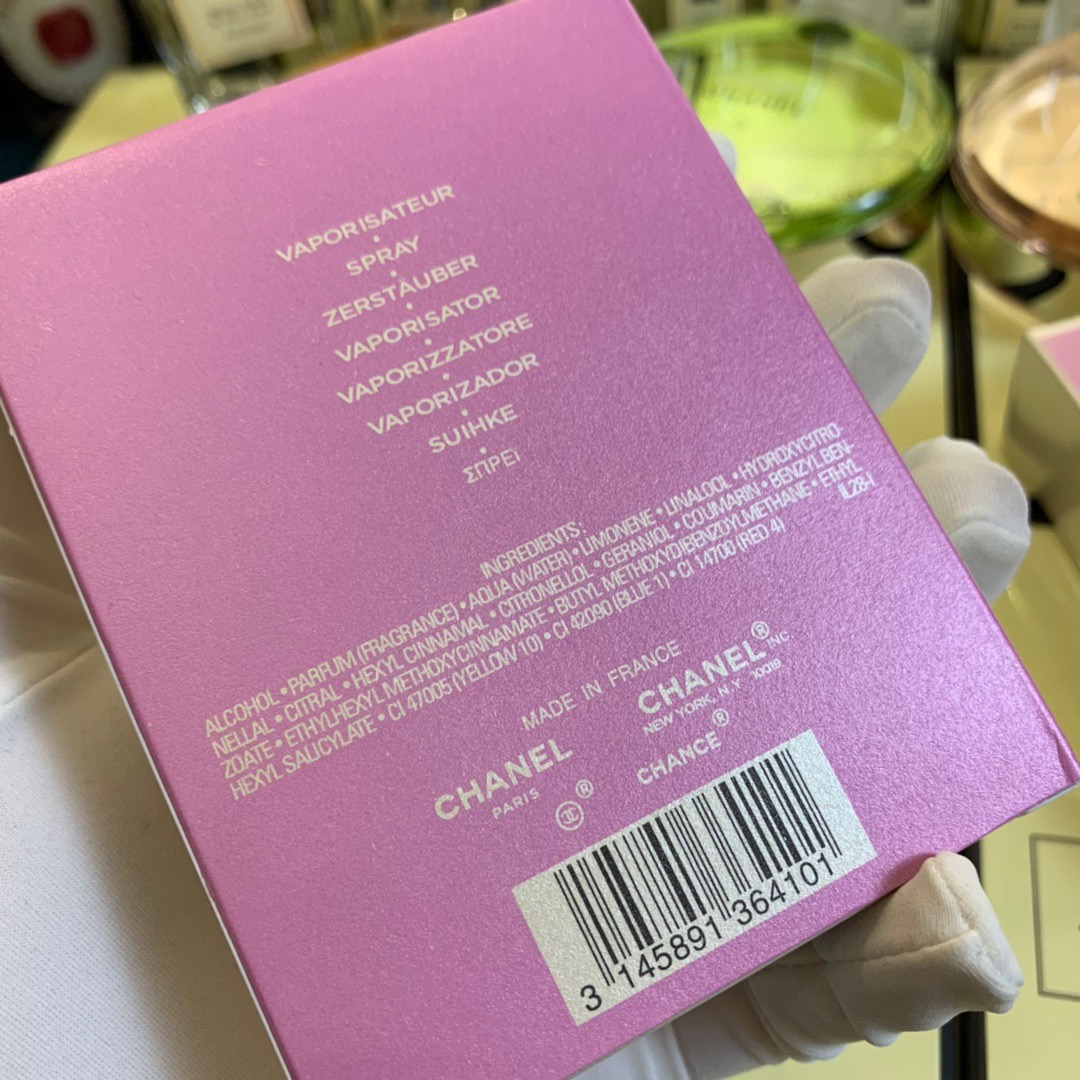 VAPORISATEUR
•
SPRAY
•
ZERSTÄUBER
•
VAPORISATOR
•
VAPORIZZATORE
•
VAPORIZADOR
•
SUIHKE
•
ΣΠΡΕΙ
INGREDIENTS:
ALCOHOL • PARFUM (FRAGRANCE) • AQUA (WATER) • LIMONENE • LINALOOL • HYDROXYCITRO-
NELLAL • CITRAL • HEXYL CINNAMAL • CITRONELLOL • GERANIOL • COUMARIN • BENZYL BEN-
ZOATE • ETHYLHEXYL METHOXYCINNAMATE • BUTYL METHOXYDIBENZOYLMETHANE • ETHYL
HEXYL SALICYLATE • CI 47005 (YELLOW 10) • CI 42090 (BLUE 1) • CI 14700 (RED 4)
IL28-I
MADE IN FRANCE
CHANEL
PARIS
®
CHANEL® INC.
NEW YORK, N.Y 10019
CHANCE®
3 145891 364101